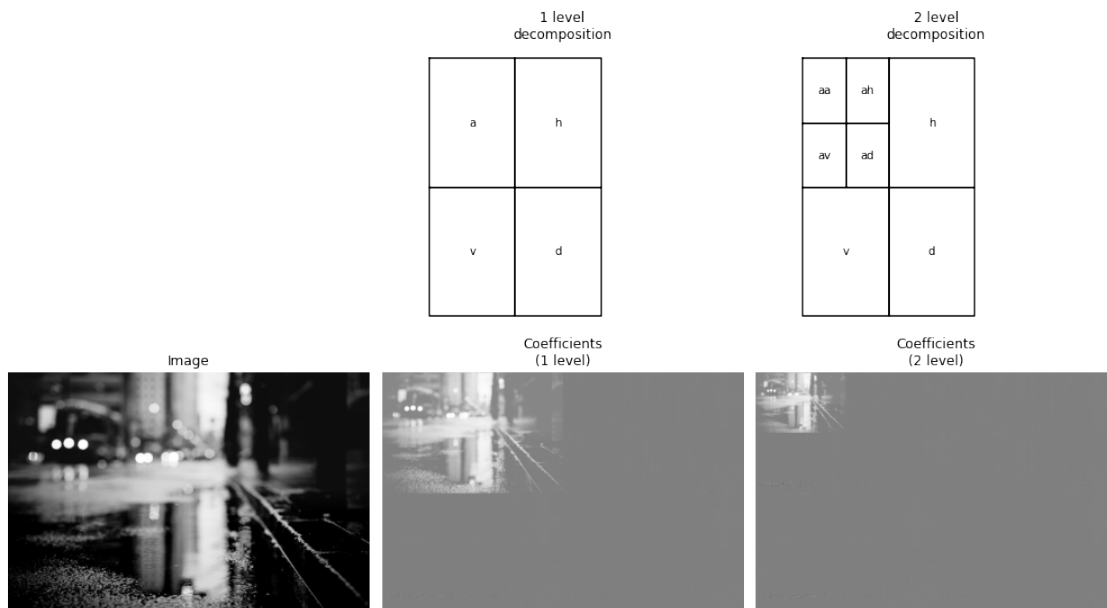 1 level
decomposition
2 level
decomposition
a
h
v
d
aa
ah
h
av
ad
v
d
Image
Coefficients
(1 level)
Coefficients
(2 level)